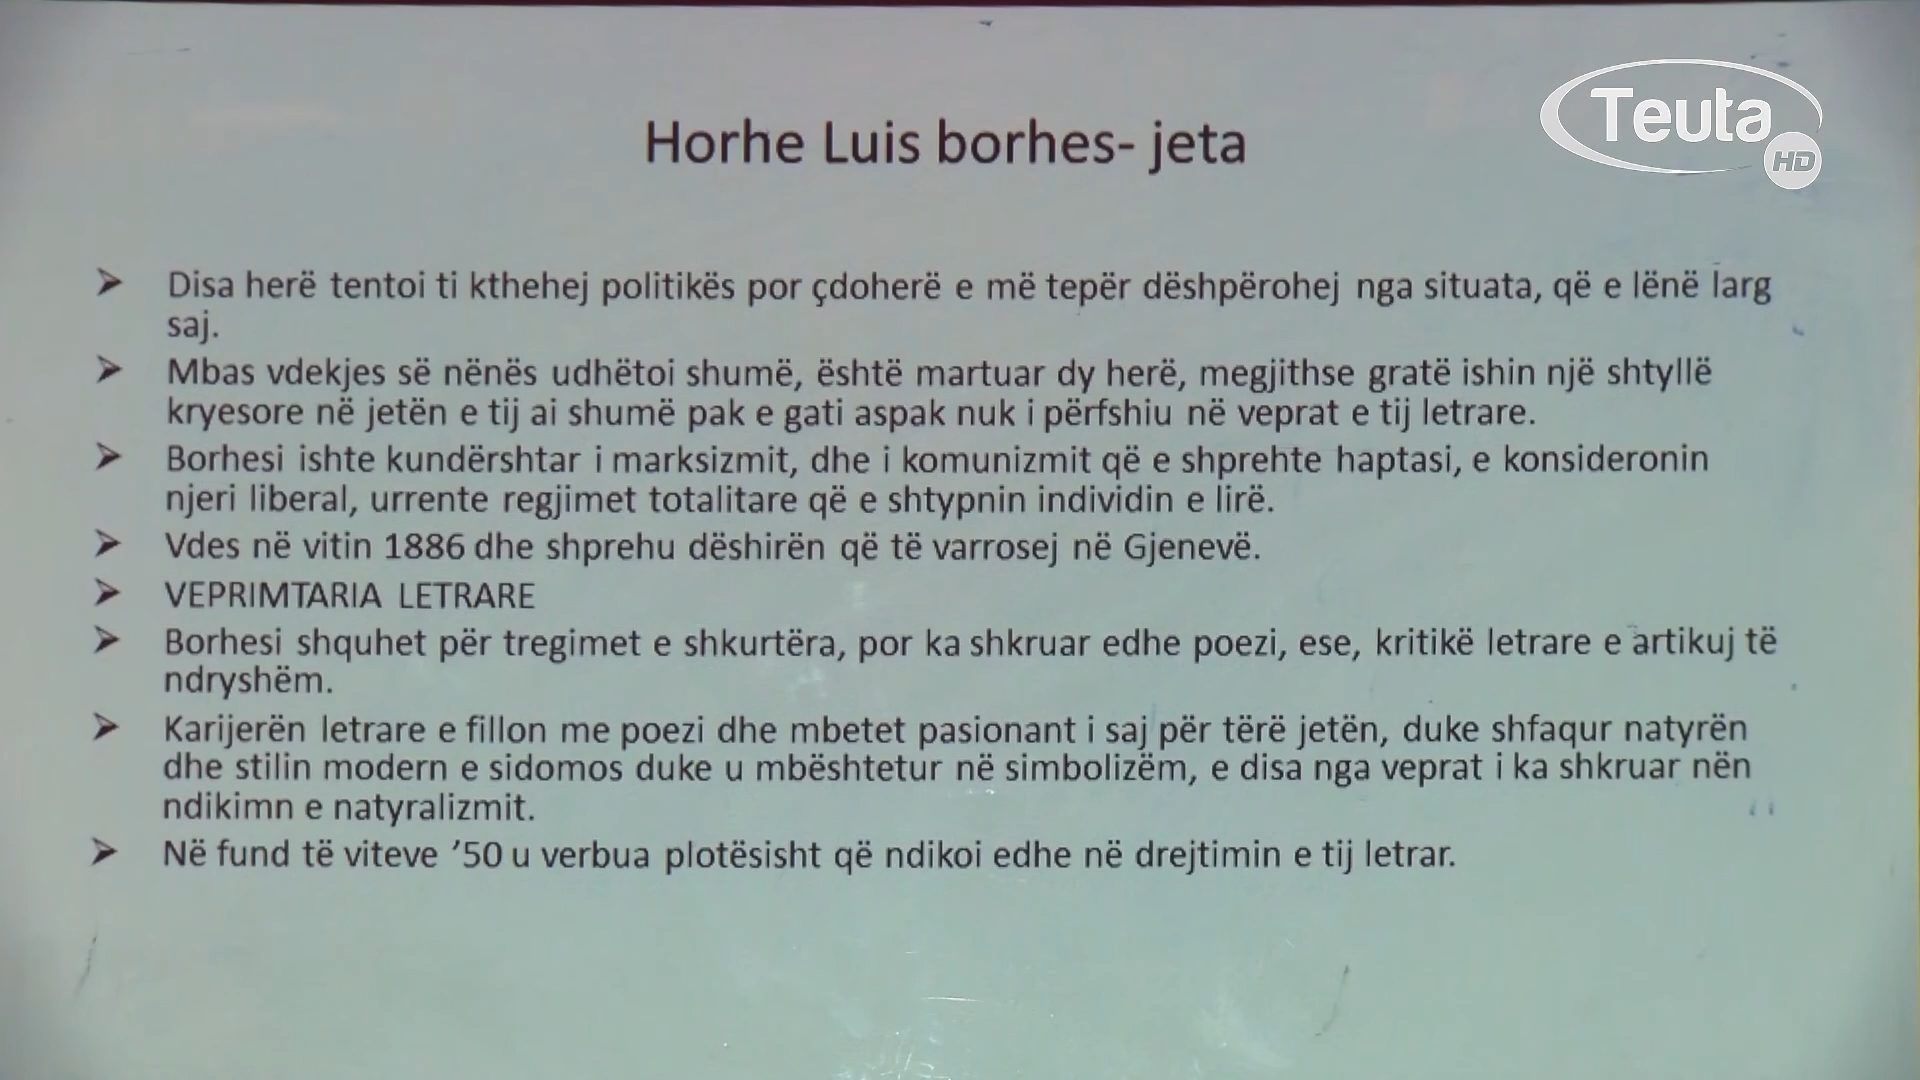 Horhe Luis borhes- jeta
Teuta
HD
➤ Disa herë tentoi ti kthehej politikës por çdoherë e më tepër dëshpërohej nga situata, që e lënë larg
saj.
➤ Mbas vdekjes së nënës udhëtoi shumë, është martuar dy herë, megjithse gratë ishin një shtyllë
kryesore në jetën e tij ai shumë pak e gati aspak nuk i përfshiu në veprat e tij letrare.
➤ Borhesi ishte kundërshtar i marksizmit, dhe i komunizmit që e shprehte haptasi, e konsideronin
njeri liberal, urrente regjimet totalitare që e shtypnin individin e lirë.
➤ Vdes në vitin 1886 dhe shprehu dëshirën që të varrosej në Gjenevë.
➤ VEPRIMTARIA LETRARE
➤ Borhesi shquhet për tregimet e shkurtëra, por ka shkruar edhe poezi, ese, kritikë letrare e artikuj të
ndryshëm.
➤ Karijerën letrare e fillon me poezi dhe mbetet pasionant i saj për tërë jetën, duke shfaqur natyrën
dhe stilin modern e sidomos duke u mbështetur në simbolizëm, e disa nga veprat i ka shkruar nën
ndikimn e natyralizmit.
➤ Në fund të viteve ’50 u verbua plotësisht që ndikoi edhe në drejtimin e tij letrar.